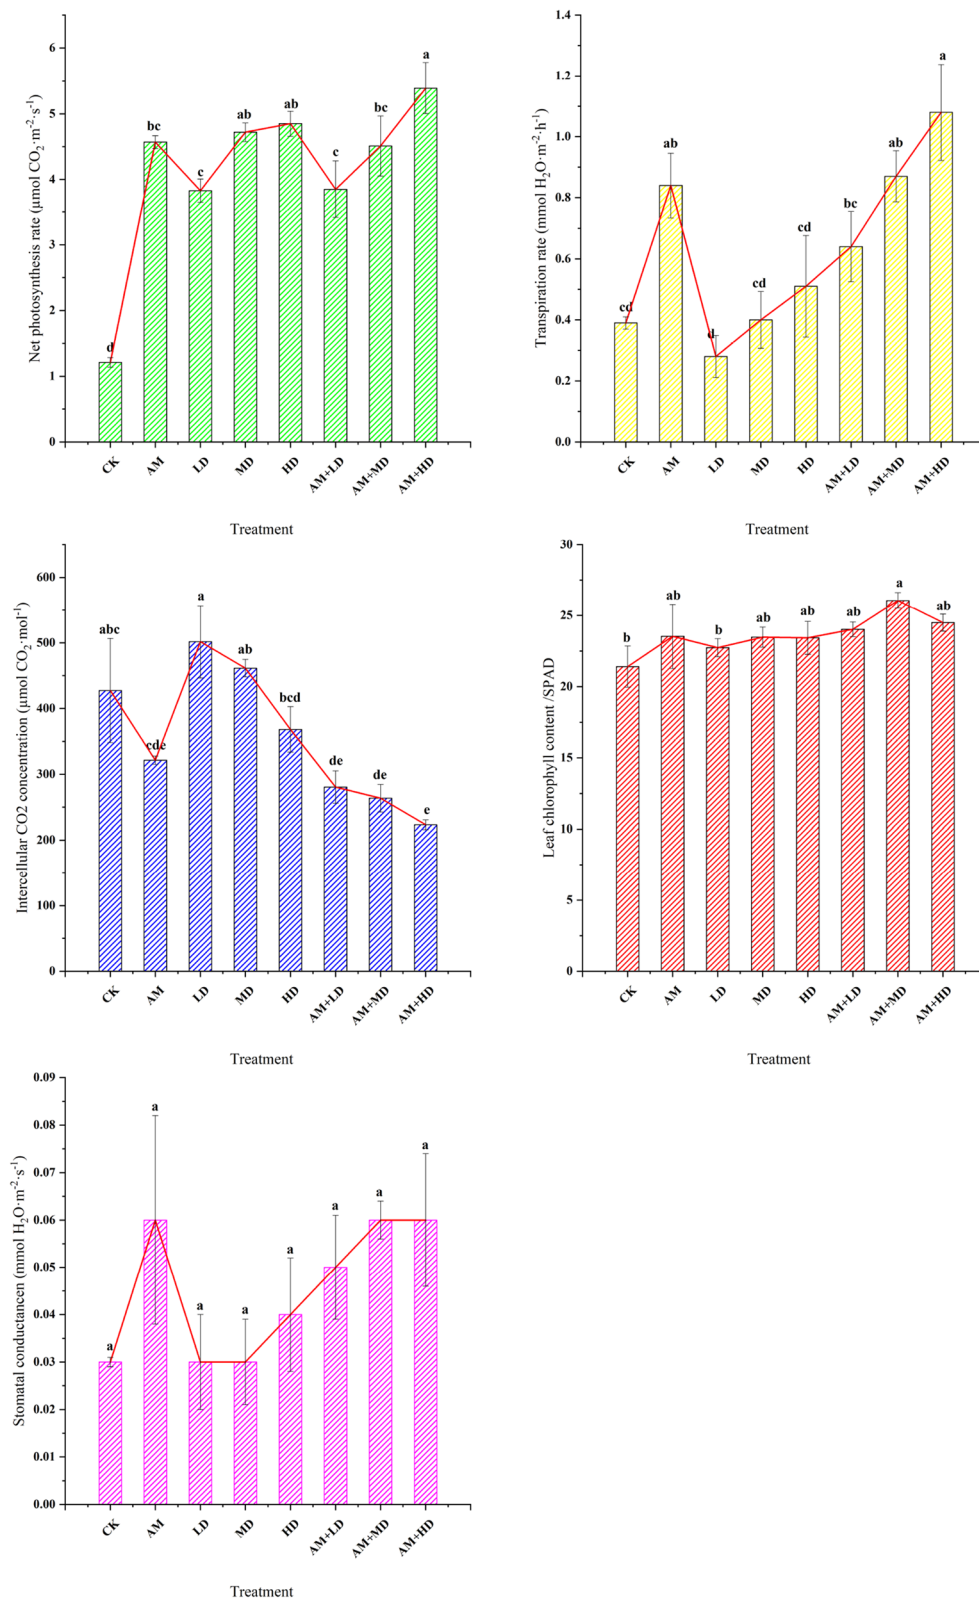 Net photosynthesis rate (μmol CO₂·m⁻²·s⁻¹)
6
5
4
3
2
1
0
d
bc
c
ab
ab
c
bc
a
CK
AM
LD
MD
HD
AM+LD
AM+MD
AM+HD
Treatment
Transpiration rate (mmol H₂O·m⁻²·h⁻¹)
1.4
1.2
1.0
0.8
0.6
0.4
0.2
0.0
cd
ab
d
cd
cd
bc
ab
a
CK
AM
LD
MD
HD
AM+LD
AM+MD
AM+HD
Treatment
Intercellular CO2 concentration (μmol CO₂·mol⁻¹)
600
500
400
300
200
100
0
abc
cde
a
ab
bcd
de
de
e
CK
AM
LD
MD
HD
AM+LD
AM+MD
AM+HD
Treatment
Leaf chlorophyll content /SPAD
30
25
20
15
10
5
0
b
ab
b
ab
ab
ab
a
ab
CK
AM
LD
MD
HD
AM+LD
AM+MD
AM+HD
Treatment
Stomatal conductancen (mmol H₂O·m⁻²·s⁻¹)
0.09
0.08
0.07
0.06
0.05
0.04
0.03
0.02
0.01
0.00
a
a
a
a
a
a
a
a
CK
AM
LD
MD
HD
AM+LD
AM+MD
AM+HD
Treatment